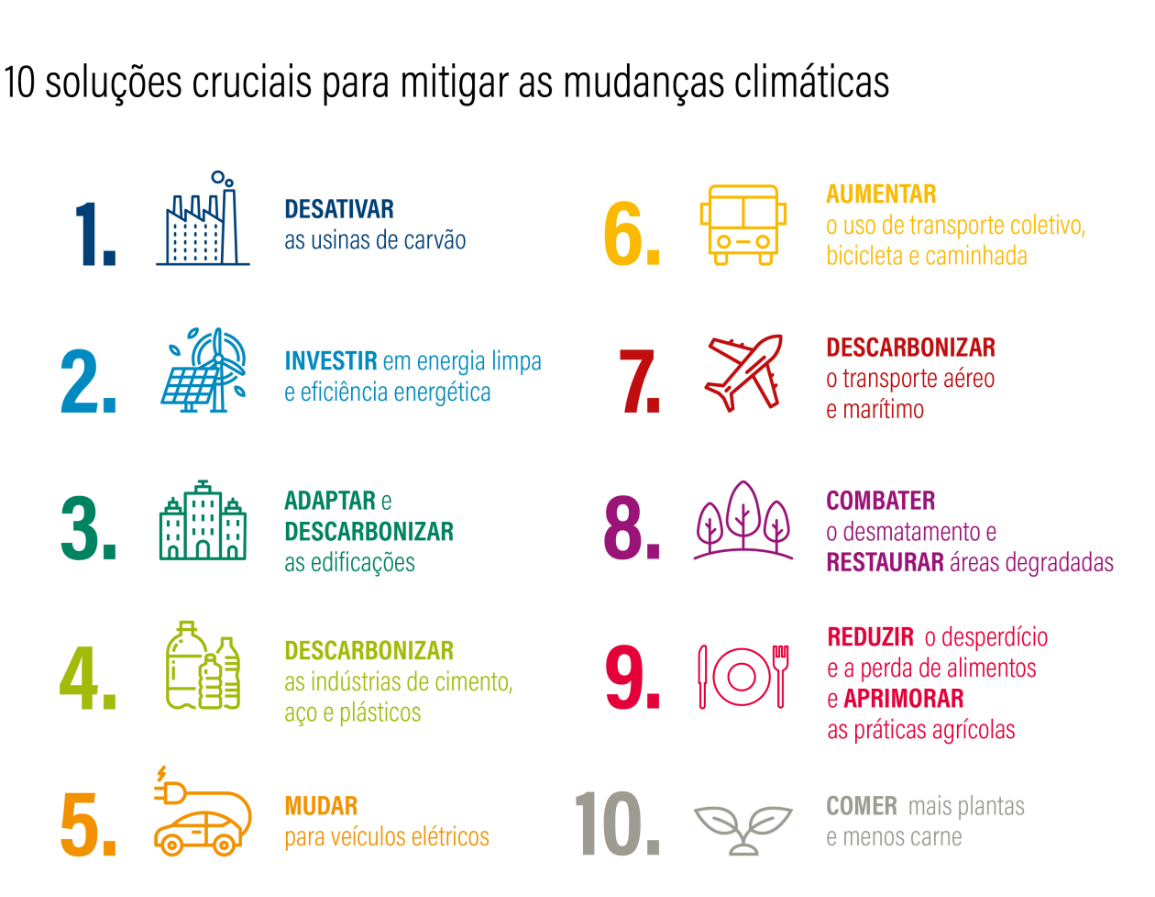 10 soluções cruciais para mitigar as mudanças climáticas
1.
DESATIVAR
as usinas de carvão
2.
INVESTIR em energia limpa
e eficiência energética
3.
ADAPTAR e
DESCARBONIZAR
as edificações
4.
DESCARBONIZAR
as indústrias de cimento,
aço e plásticos
5.
MUDAR
para veículos elétricos
6.
AUMENTAR
o uso de transporte coletivo,
bicicleta e caminhada
7.
DESCARBONIZAR
o transporte aéreo
e marítimo
8.
COMBATER
o desmatamento e
RESTAURAR áreas degradadas
9.
REDUZIR o desperdício
e a perda de alimentos
e APRIMORAR
as práticas agrícolas
10.
COMER mais plantas
e menos carne